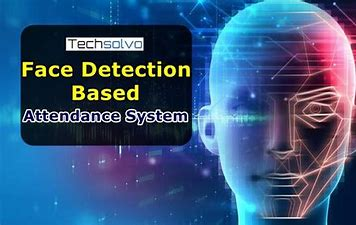 Techsolvo
Face Detection
Based
Attendance System